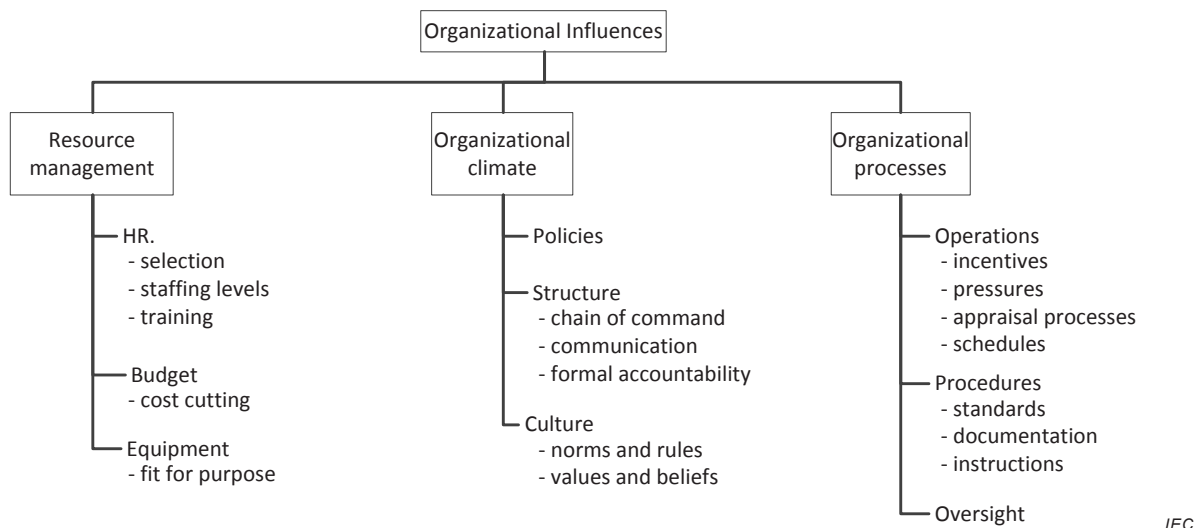 Organizational Influences
Resource
management
HR.
- selection
- staffing levels
- training
Budget
- cost cutting
Equipment
- fit for purpose
Organizational
climate
Policies
Structure
- chain of command
- communication
- formal accountability
Culture
- norms and rules
- values and beliefs
Organizational
processes
Operations
- incentives
- pressures
- appraisal processes
- schedules
Procedures
- standards
- documentation
- instructions
Oversight
IEC